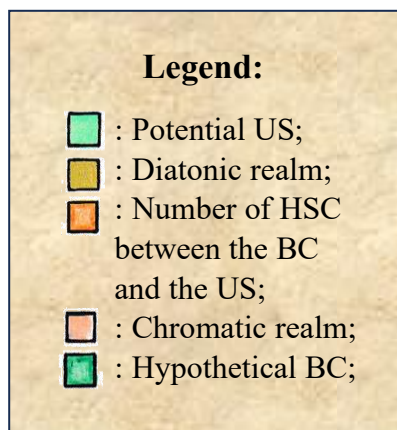 Legend:
: Potential US;
: Diatonic realm;
: Number of HSC
between the BC
and the US;
: Chromatic realm;
: Hypothetical BC;